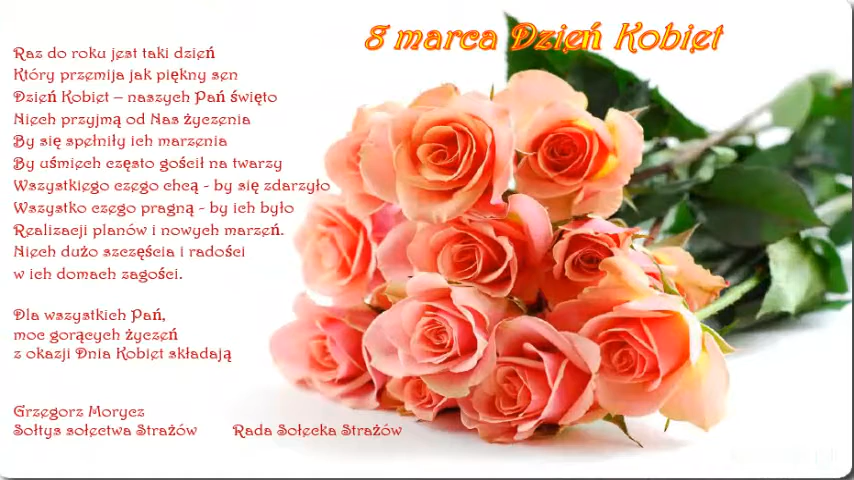 8 marca Dzień Kobiet
Raz do roku jest taki dzień
Który przemija jak piękny sen
Dzień Kobiet – naszych Pań święto
Niech przyjmą od Nas życzenia
By się spełniły ich marzenia
By uśmiech często gościł na twarzy
Wszystkiego czego chcą - by się zdarzyło
Wszystko czego pragną - by ich było
Realizacji planów i nowych marzeń.
Niech dużo szczęścia i radości
w ich domach zagości.
Dla wszystkich Pań,
moc gorących życzeń
z okazji Dnia Kobiet składają
Grzegorz Morycz
Sołtys sołectwa Strażów Rada Sołecka Strażów